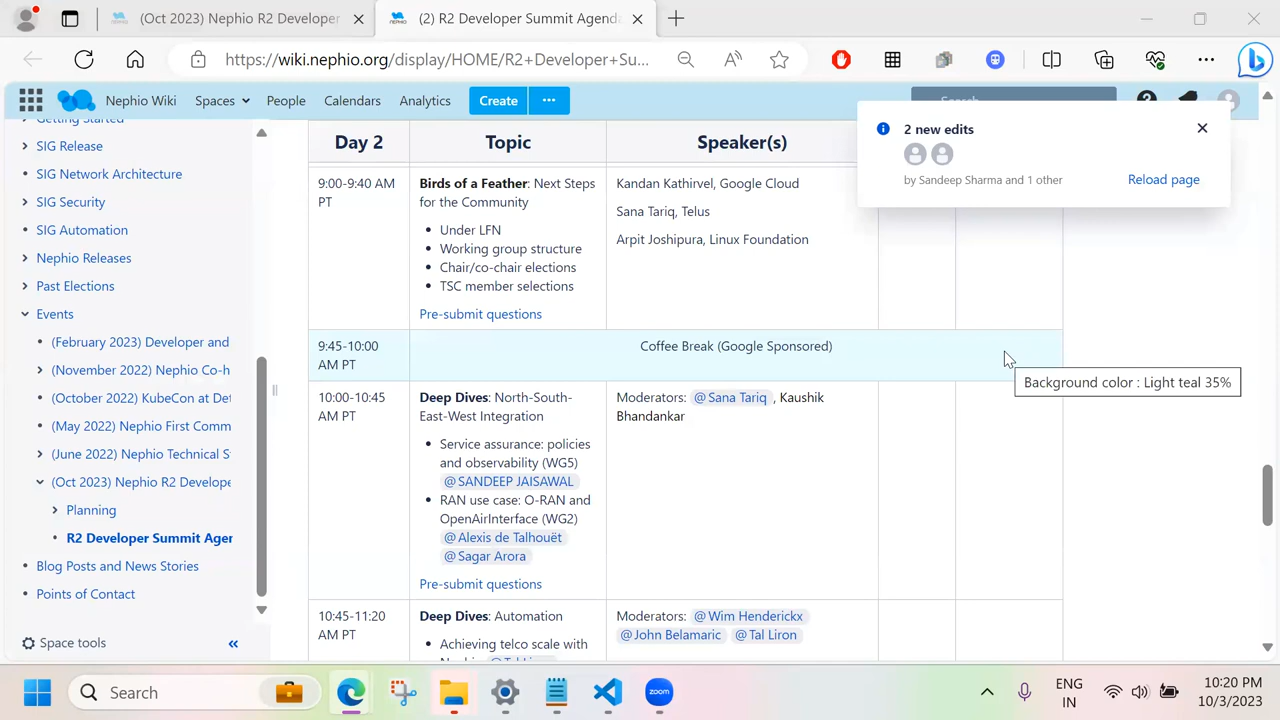 (Oct 2023) Nephio R2 Developer
(2) R2 Developer Summit Agenda
https://wiki.nephio.org/display/HOME/R2+Developer+Su...
Nephio Wiki
Spaces
People
Calendars
Analytics
Create
Search
Getting Started
SIG Release
SIG Network Architecture
SIG Security
SIG Automation
Nephio Releases
Past Elections
Events
(February 2023) Developer and
(November 2022) Nephio Co-h
(October 2022) KubeCon at Det
(May 2022) Nephio First Comm
(June 2022) Nephio Technical S
(Oct 2023) Nephio R2 Develope
Planning
R2 Developer Summit Agen
Blog Posts and News Stories
Points of Contact
Space tools
2 new edits
by Sandeep Sharma and 1 other
Reload page
Day 2
Topic
Speaker(s)
9:00-9:40 AM
PT
Birds of a Feather: Next Steps
for the Community
Under LFN
Working group structure
Chair/co-chair elections
TSC member selections
Pre-submit questions
Kandan Kathirvel, Google Cloud
Sana Tariq, Telus
Arpit Joshipura, Linux Foundation
9:45-10:00
AM PT
Coffee Break (Google Sponsored)
Background color : Light teal 35%
10:00-10:45
AM PT
Deep Dives: North-South-
East-West Integration
Service assurance: policies
and observability (WG5)
@SANDEEP JAISAWAL
RAN use case: O-RAN and
OpenAirInterface (WG2)
@Alexis de Talhouët
@Sagar Arora
Pre-submit questions
Moderators: @Sana Tariq , Kaushik
Bhandankar
10:45-11:20
AM PT
Deep Dives: Automation
Achieving telco scale with
Moderators: @Wim Henderickx
@John Belamaric @Tal Liron
Search
zoom
ENG
IN
10:20 PM
10/3/2023